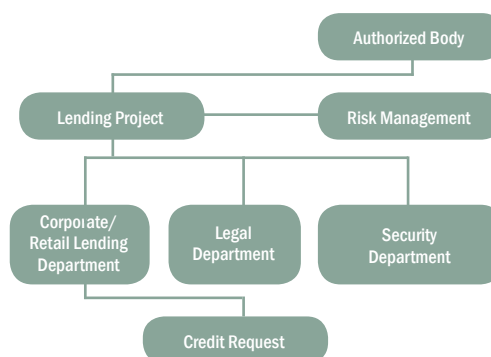 Authorized Body
Lending Project
Risk Management
Corporate/
Retail Lending
Department
Legal
Department
Security
Department
Credit Request